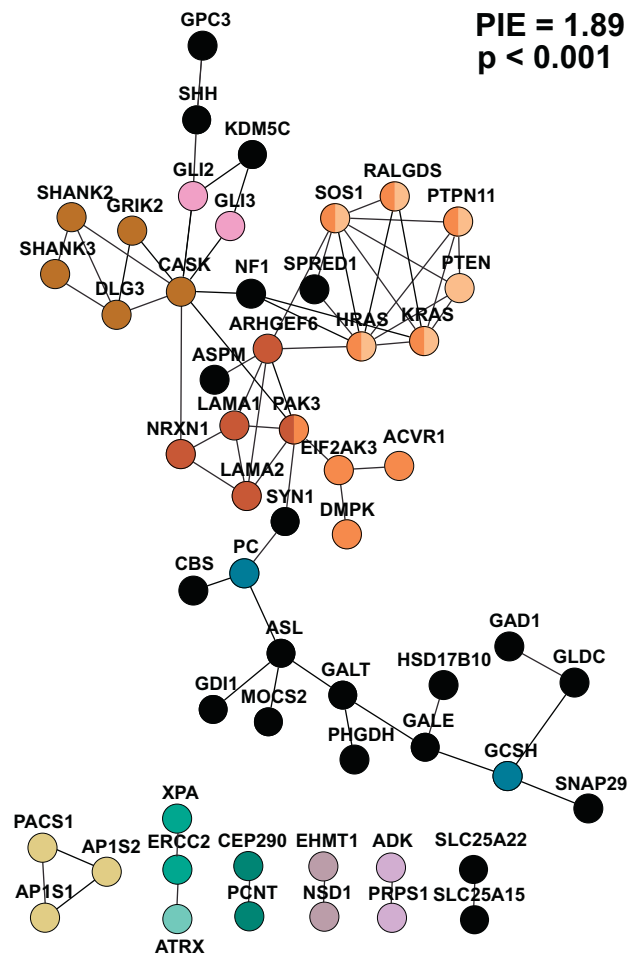 PIE = 1.89
p < 0.001
GPC3
SHH
KDM5C
GLI2
GLI3
SHANK2
GRIK2
SHANK3
DLG3
CASK
NF1
SOS1
RALGDS
PTPN11
SPRED1
PTEN
HRAS
KRAS
ARHGEF6
ASPM
LAMA1
PAK3
NRXN1
LAMA2
EIF2AK3
ACVR1
SYN1
DMPK
PC
CBS
ASL
GDI1
MOCS2
GALT
PHGDH
HSD17B10
GALE
GAD1
GLDC
GCSH
SNAP29
PACS1
AP1S2
AP1S1
XPA
ERCC2
ATRX
CEP290
PCNT
EHMT1
NSD1
ADK
PRPS1
SLC25A22
SLC25A15